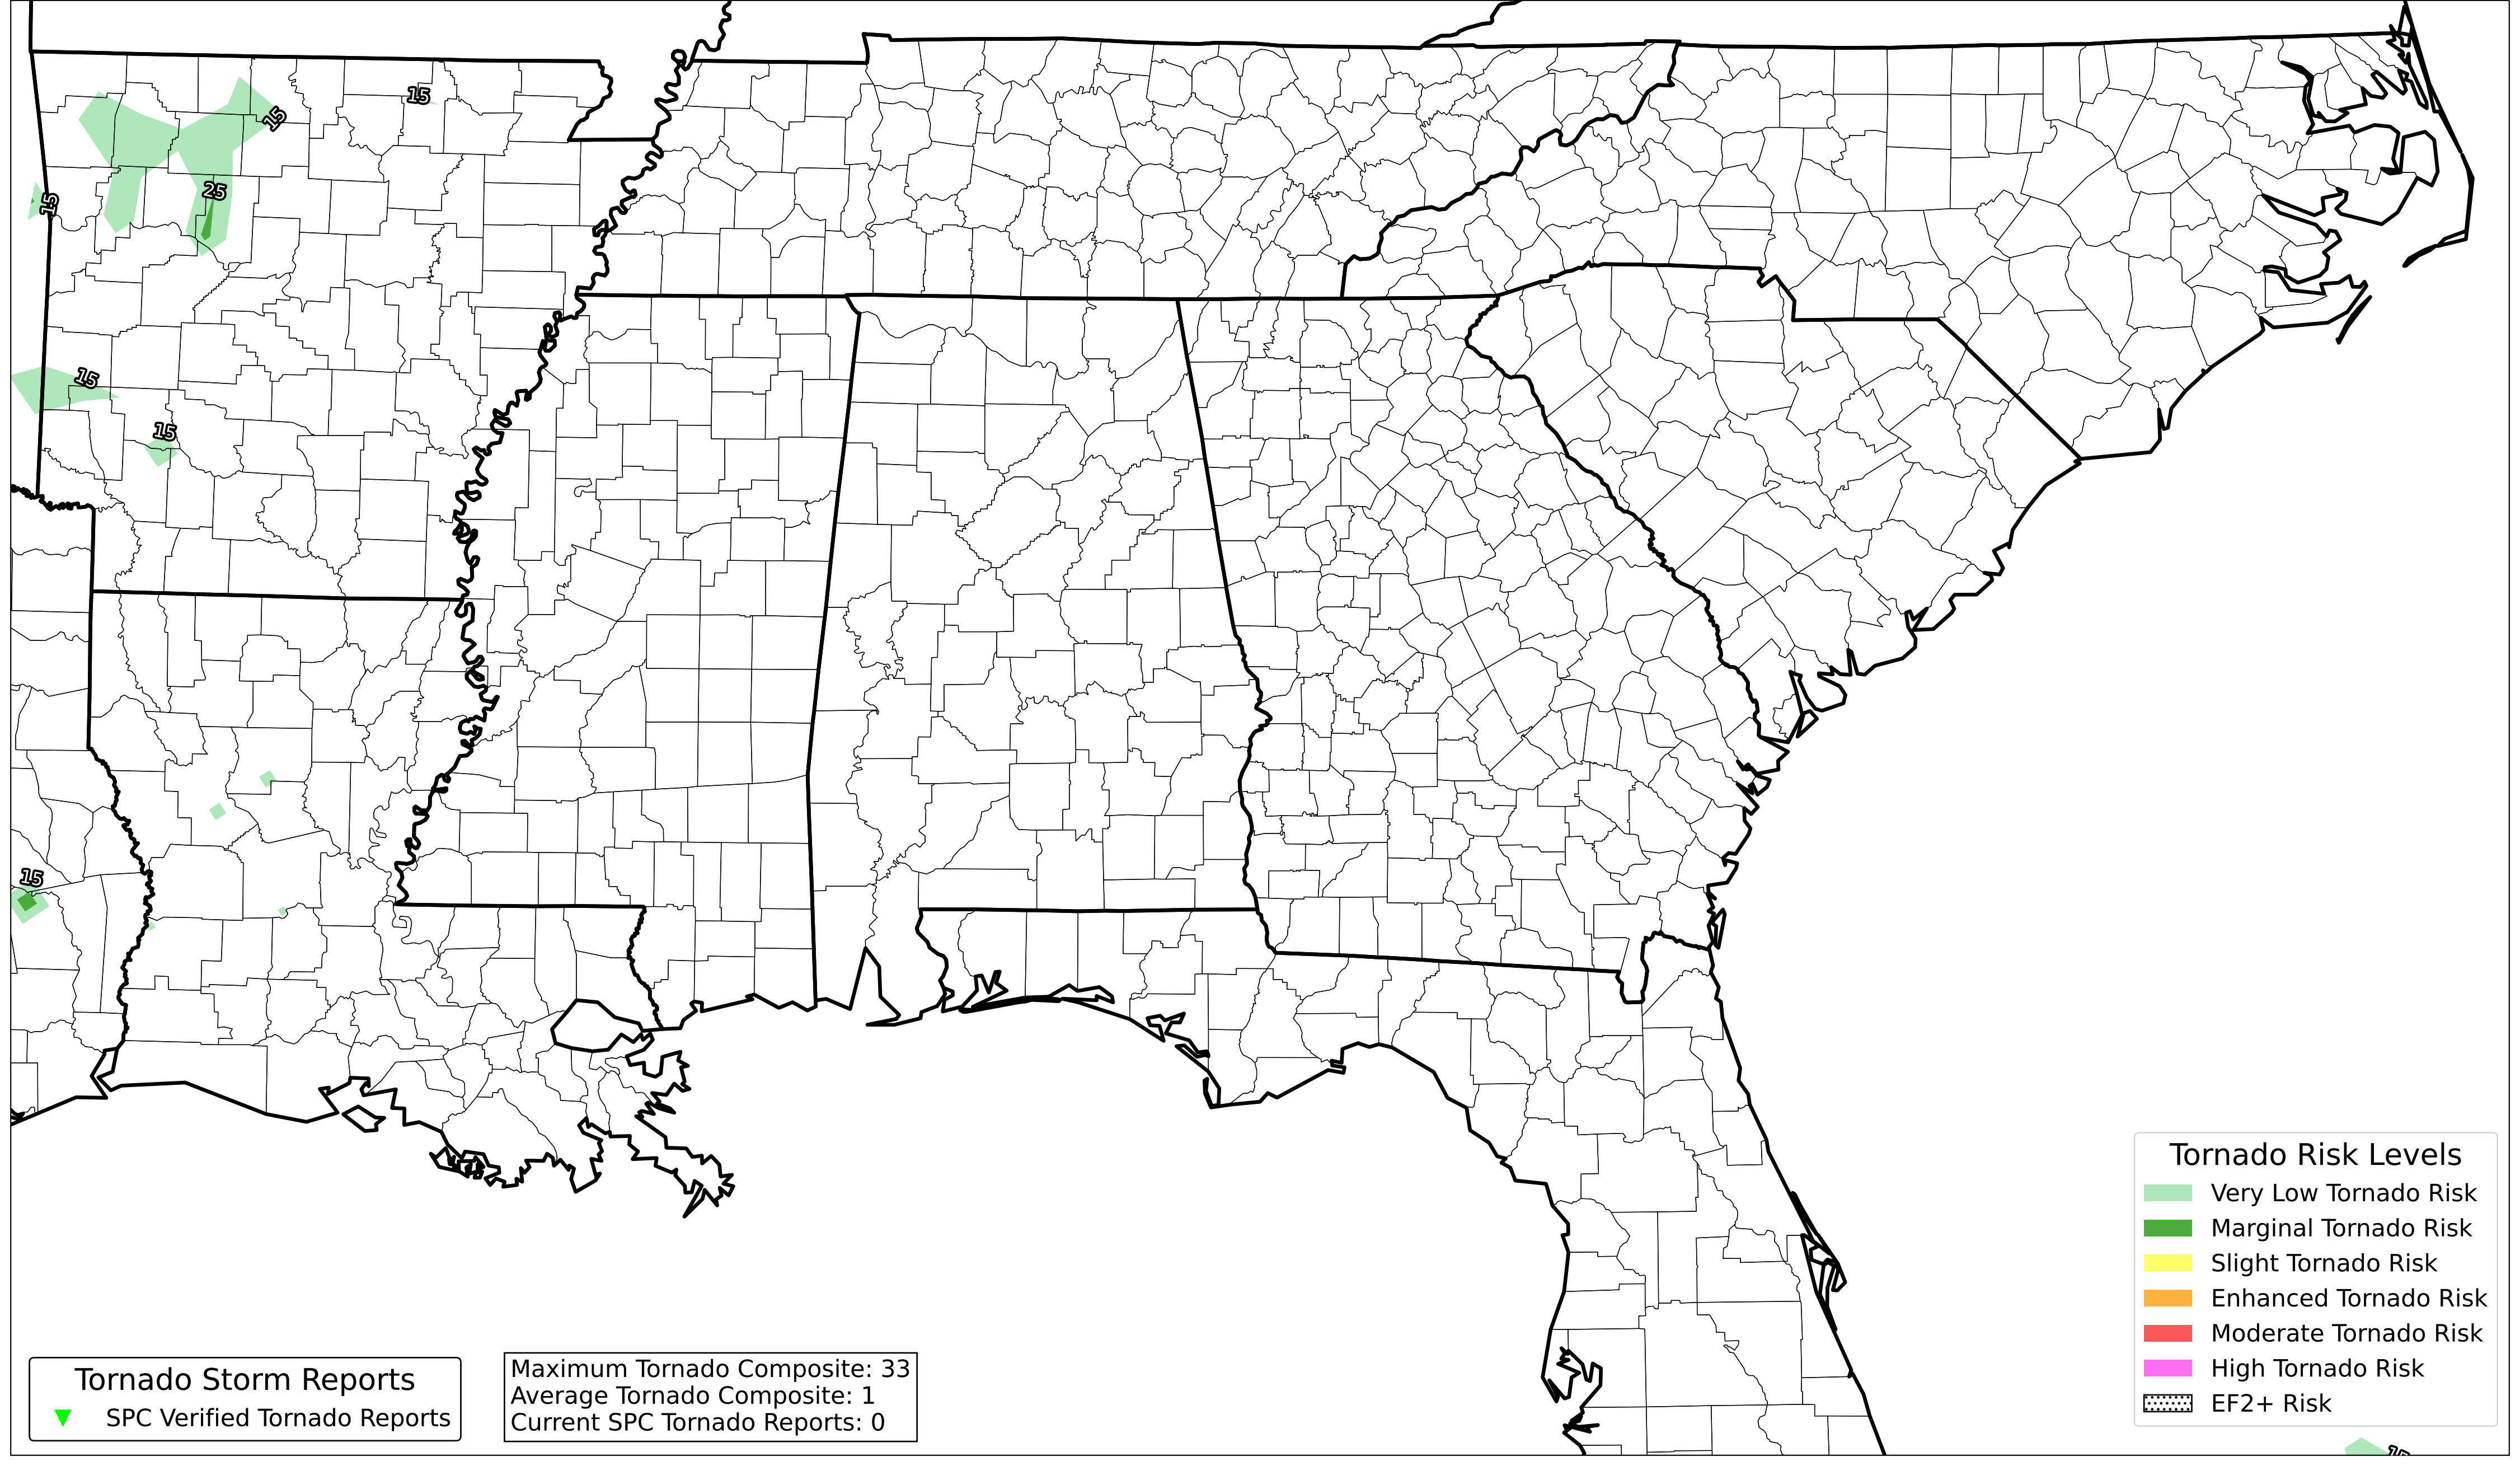 15
15
25
15
15
15
15
Tornado Risk Levels
Very Low Tornado Risk
Marginal Tornado Risk
Slight Tornado Risk
Enhanced Tornado Risk
Moderate Tornado Risk
High Tornado Risk
EF2+ Risk
Tornado Storm Reports
SPC Verified Tornado Reports
Maximum Tornado Composite: 33
Average Tornado Composite: 1
Current SPC Tornado Reports: 0